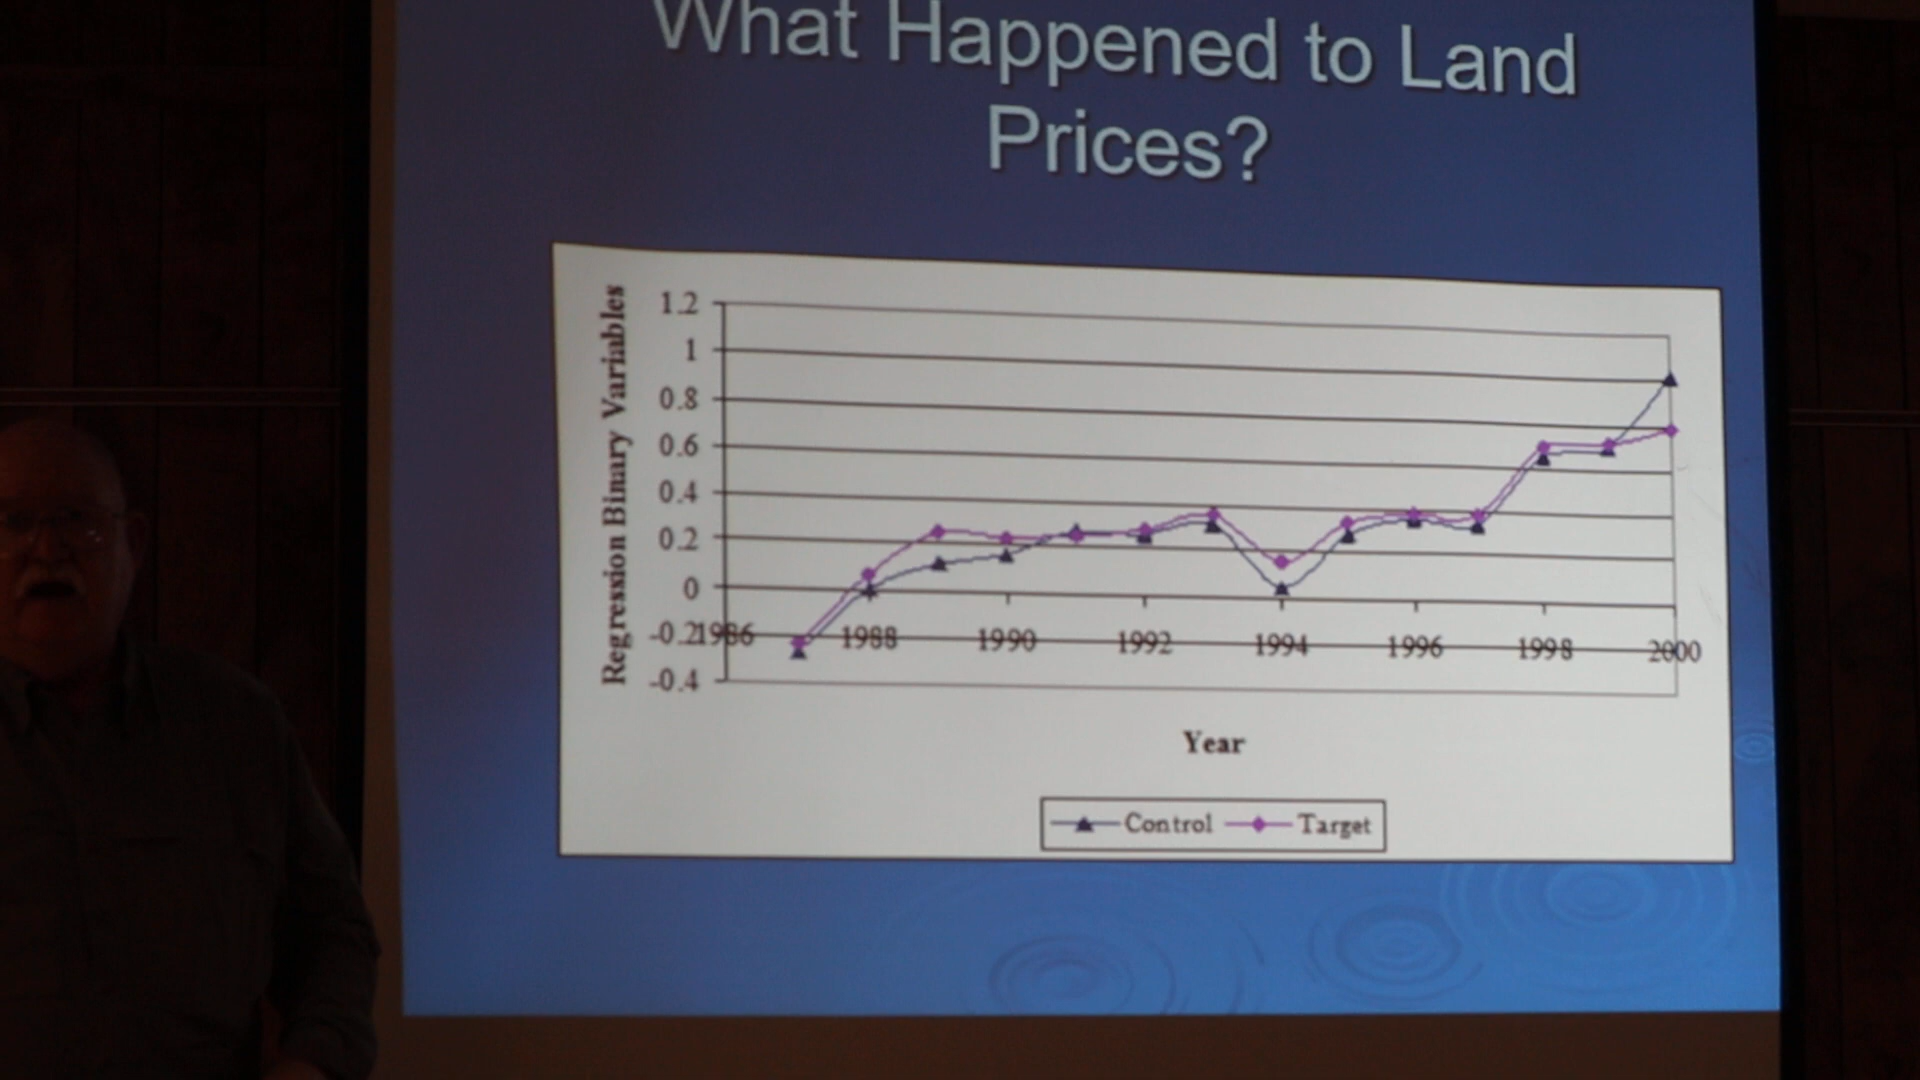 What Happened to Land
Prices?
Regression Binary Variables
1.2
1
0.8
0.6
0.4
0.2
0
-0.2
-0.4
1986 1988 1990 1992 1994 1996 1998 2000
Year
Control Target